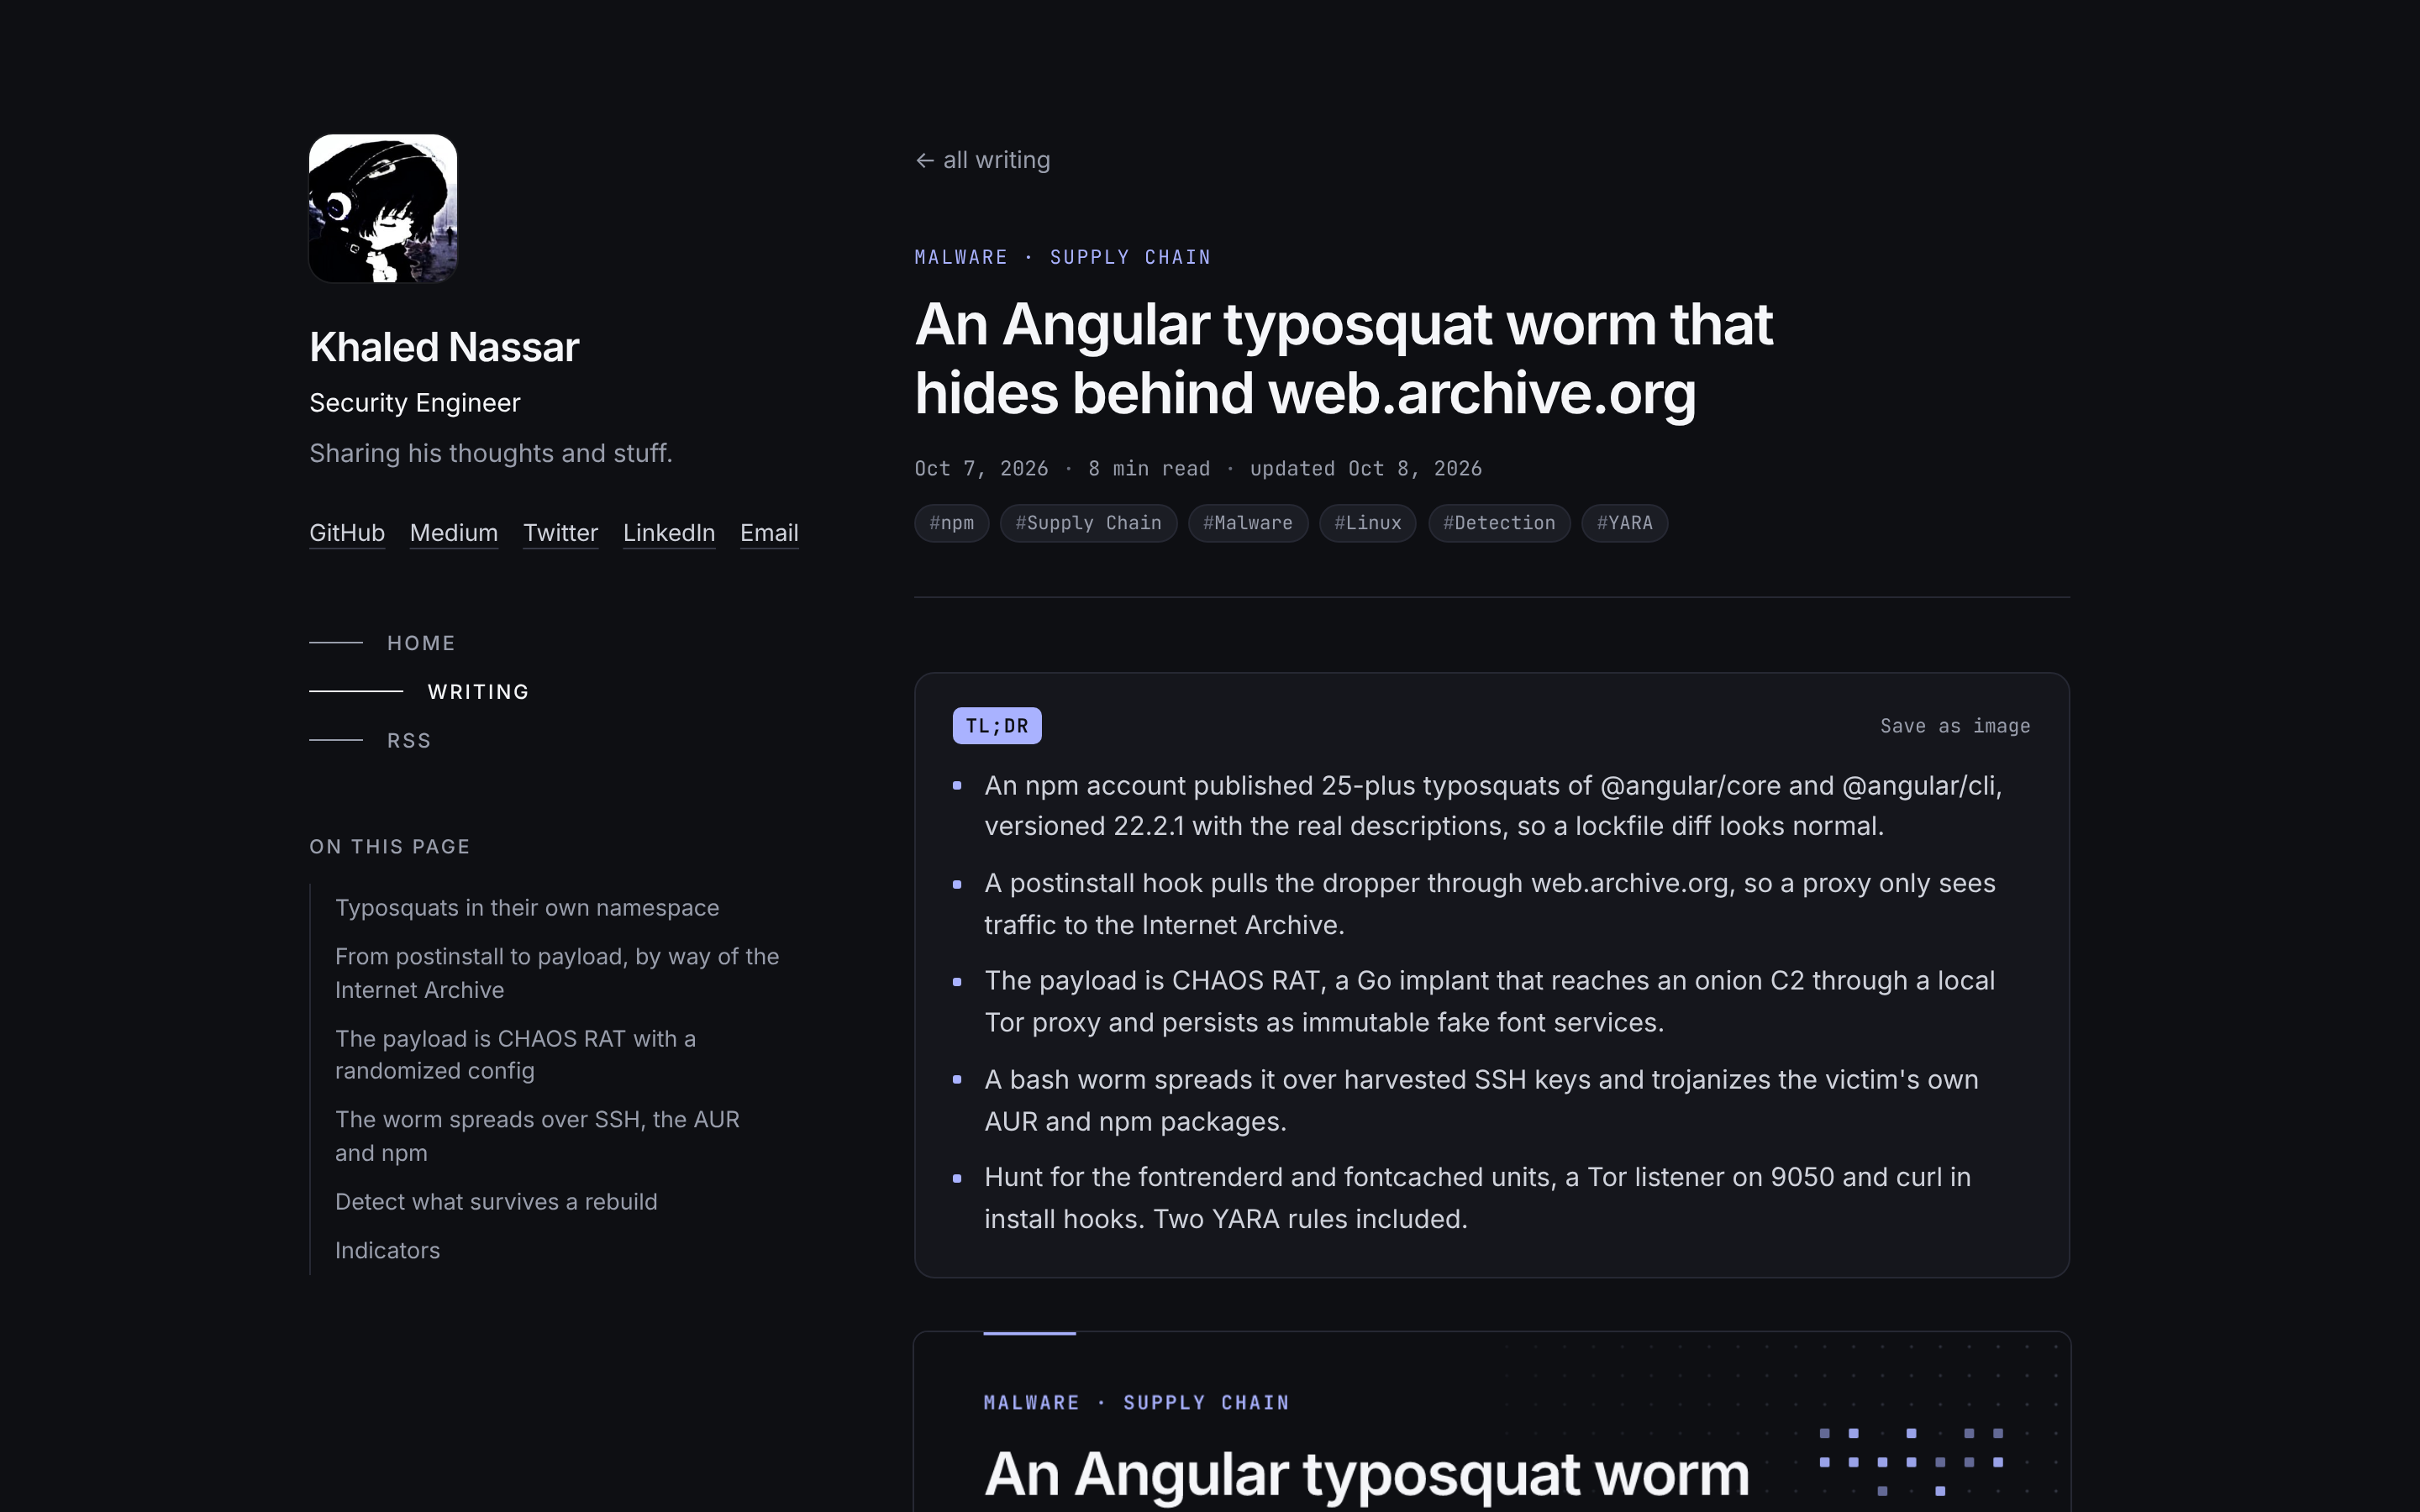 Khaled Nassar
Security Engineer
Sharing his thoughts and stuff.
GitHub Medium Twitter LinkedIn Email
HOME
WRITING
RSS
ON THIS PAGE
Typosquats in their own namespace
From postinstall to payload, by way of the
Internet Archive
The payload is CHAOS RAT with a
randomized config
The worm spreads over SSH, the AUR
and npm
Detect what survives a rebuild
Indicators
← all writing
MALWARE · SUPPLY CHAIN
An Angular typosquat worm that
hides behind web.archive.org
Oct 7, 2026 · 8 min read · updated Oct 8, 2026
#npm #Supply Chain #Malware #Linux #Detection #YARA
TL;DR
Save as image
An npm account published 25-plus typosquats of @angular/core and @angular/cli,
versioned 22.2.1 with the real descriptions, so a lockfile diff looks normal.
A postinstall hook pulls the dropper through web.archive.org, so a proxy only sees
traffic to the Internet Archive.
The payload is CHAOS RAT, a Go implant that reaches an onion C2 through a local
Tor proxy and persists as immutable fake font services.
A bash worm spreads it over harvested SSH keys and trojanizes the victim's own
AUR and npm packages.
Hunt for the fontrenderd and fontcached units, a Tor listener on 9050 and curl in
install hooks. Two YARA rules included.
MALWARE · SUPPLY CHAIN
An Angular typosquat worm